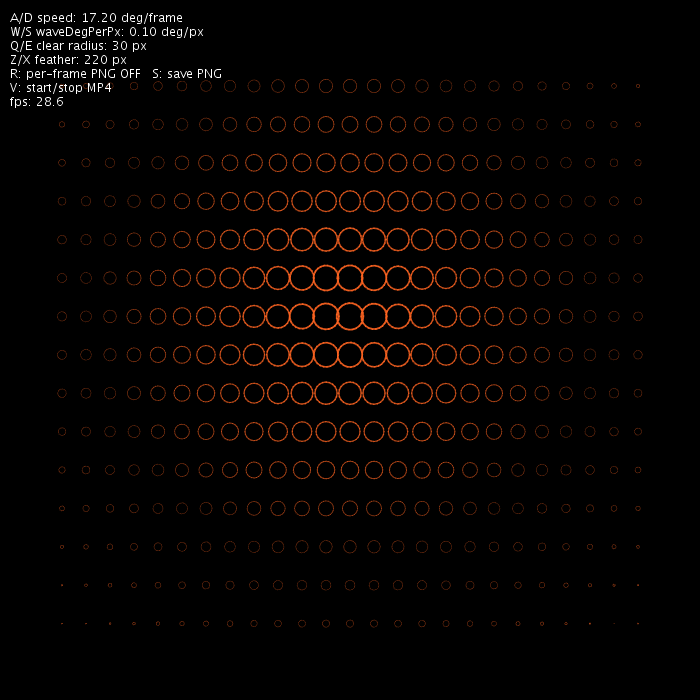 A/D speed: 17.20 deg/frame
W/S waveDegPerPx: 0.10 deg/px
Q/E clear radius: 30 px
Z/X feather: 220 px
R: per-frame PNG OFF   S: save PNG
V: start/stop MP4
fps: 28.6